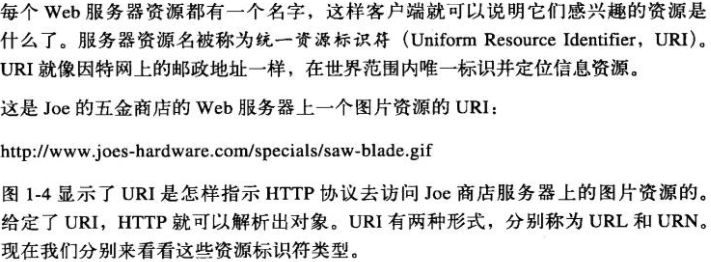 每个 Web 服务器资源都有一个名字，这样客户端就可以说明它们感兴趣的资源是
什么了。服务器资源名被称为统一资源标识符（Uniform Resource Identifier，URI）。
URI 就像因特网上的邮政地址一样，在世界范围内唯一标识并定位信息资源。
这是 Joe 的五金商店的 Web 服务器上一个图片资源的 URI：
http://www.joes-hardware.com/specials/saw-blade.gif
图 1-4 显示了 URI 是怎样指示 HTTP 协议去访问 Joe 商店服务器上的图片资源的。
给定了 URI，HTTP 就可以解析出对象。URI 有两种形式，分别称为 URL 和 URN。
现在我们分别来看看这些资源标识符类型。